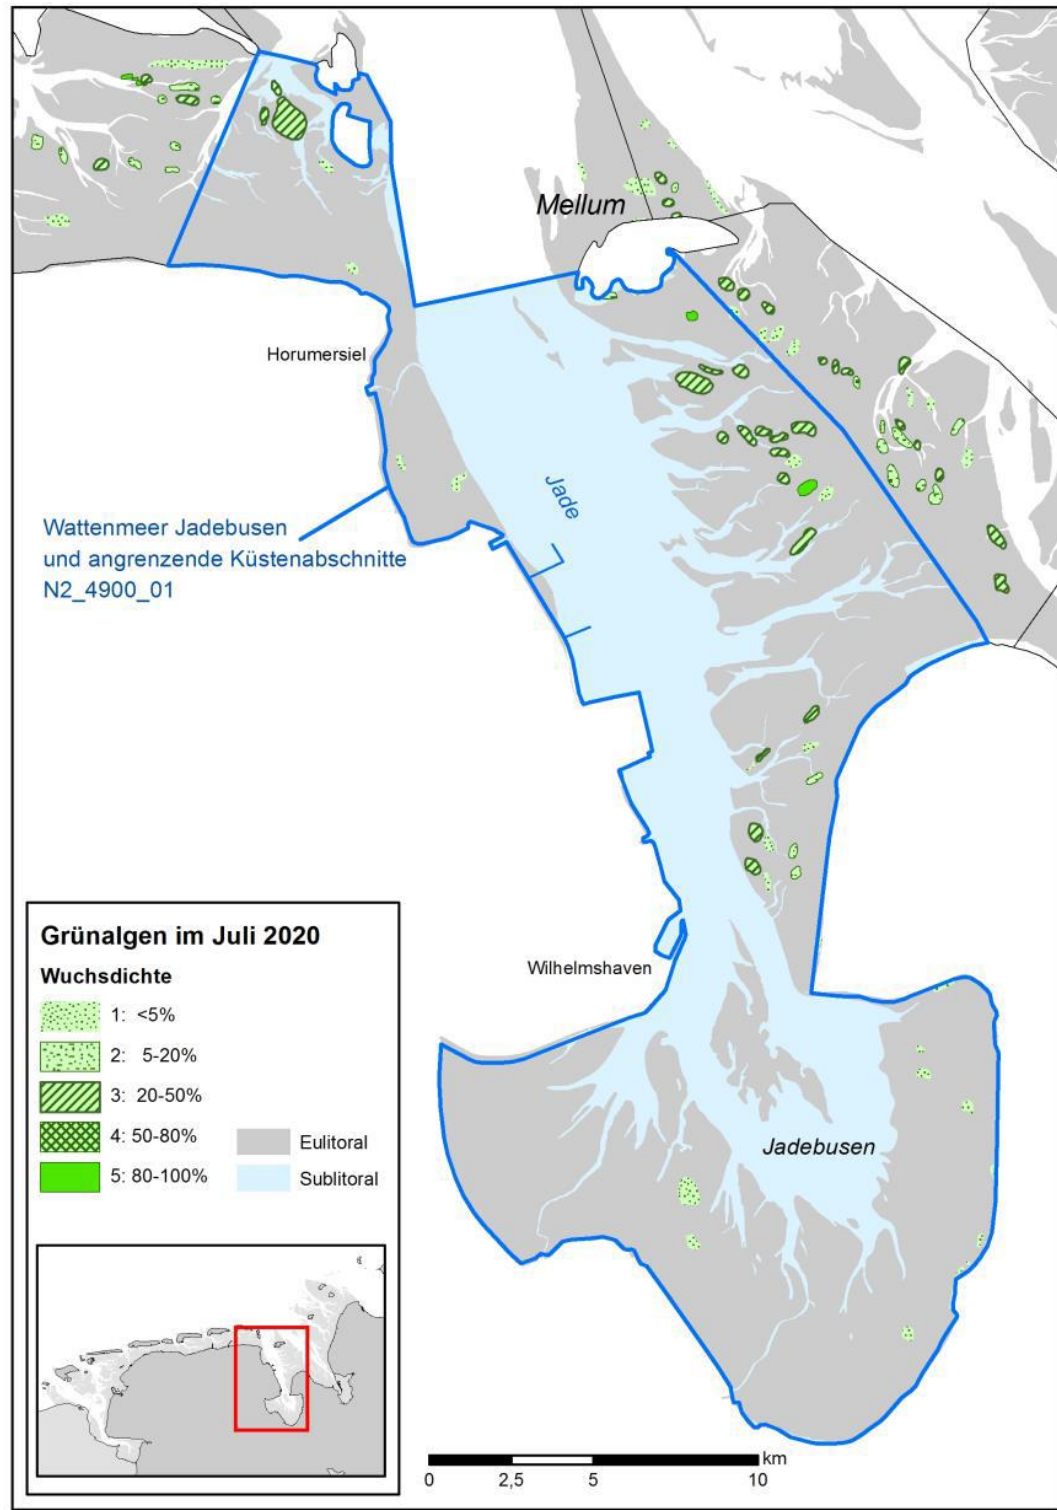 Mellum
Horumersiel
Jade
Wattenmeer Jadebusen
und angrenzende Küstenabschnitte
N2_4900_01
Wilhelmshaven
Jadebusen
Grünalgen im Juli 2020
Wuchsdichte
1: <5%
2: 5-20%
3: 20-50%
4: 50-80%
5: 80-100%
Eulitoral
Sublitoral
km
0 2,5 5 10